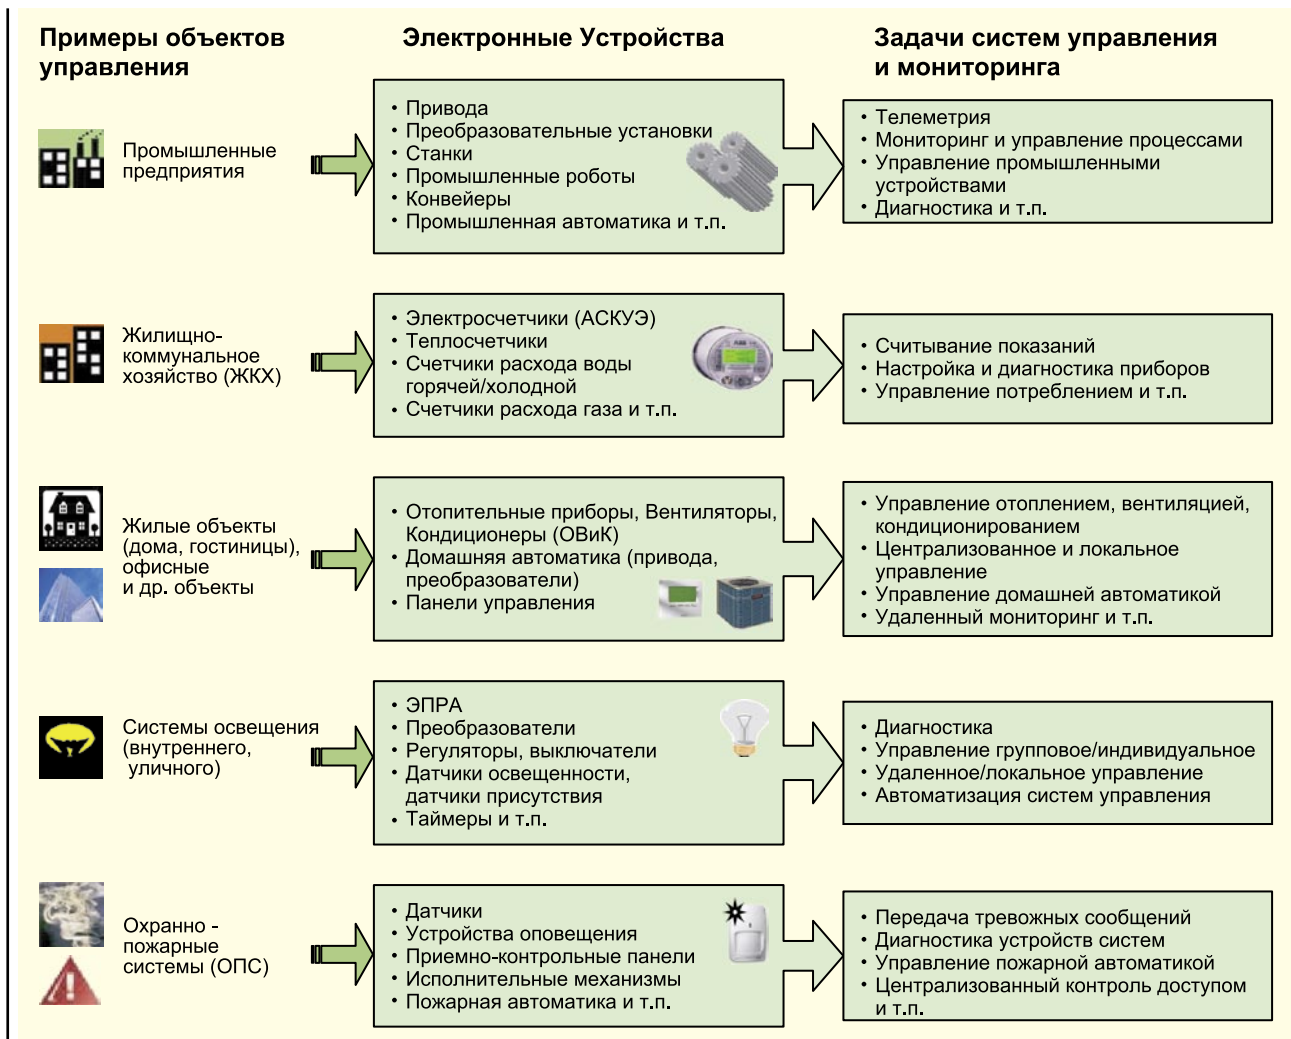 Примеры объектов
управления
Электронные Устройства
Задачи систем управления
и мониторинга
Промышленные
предприятия
• Привода
• Преобразовательные установки
• Станки
• Промышленные роботы
• Конвейеры
• Промышленная автоматика и т.п.
• Телеметрия
• Мониторинг и управление процессами
• Управление промышленными
устройствами
• Диагностика и т.п.
Жилищно-
коммунальное
хозяйство (ЖКХ)
• Электросчетчики (АСКУЭ)
• Теплосчетчики
• Счетчики расхода воды
горячей/холодной
• Счетчики расхода газа и т.п.
• Считывание показаний
• Настройка и диагностика приборов
• Управление потреблением и т.п.
Жилые объекты
(дома, гостиницы),
офисные
и др. объекты
• Отопительные приборы, Вентиляторы,
Кондиционеры (ОВиК)
• Домашняя автоматика (привода,
преобразователи)
• Панели управления
• Управление отоплением, вентиляцией,
кондиционированием
• Централизованное и локальное
управление
• Управление домашней автоматикой
• Удаленный мониторинг и т.п.
Системы освещения
(внутреннего,
уличного)
• ЭПРА
• Преобразователи
• Регуляторы, выключатели
• Датчики освещенности,
датчики присутствия
• Таймеры и т.п.
• Диагностика
• Управление групповое/индивидуальное
• Удаленное/локальное управление
• Автоматизация систем управления
Охранно -
пожарные
системы (ОПС)
• Датчики
• Устройства оповещения
• Приемно-контрольные панели
• Исполнительные механизмы
• Пожарная автоматика и т.п.
• Передача тревожных сообщений
• Диагностика устройств систем
• Управление пожарной автоматикой
• Централизованный контроль доступом
и т.п.